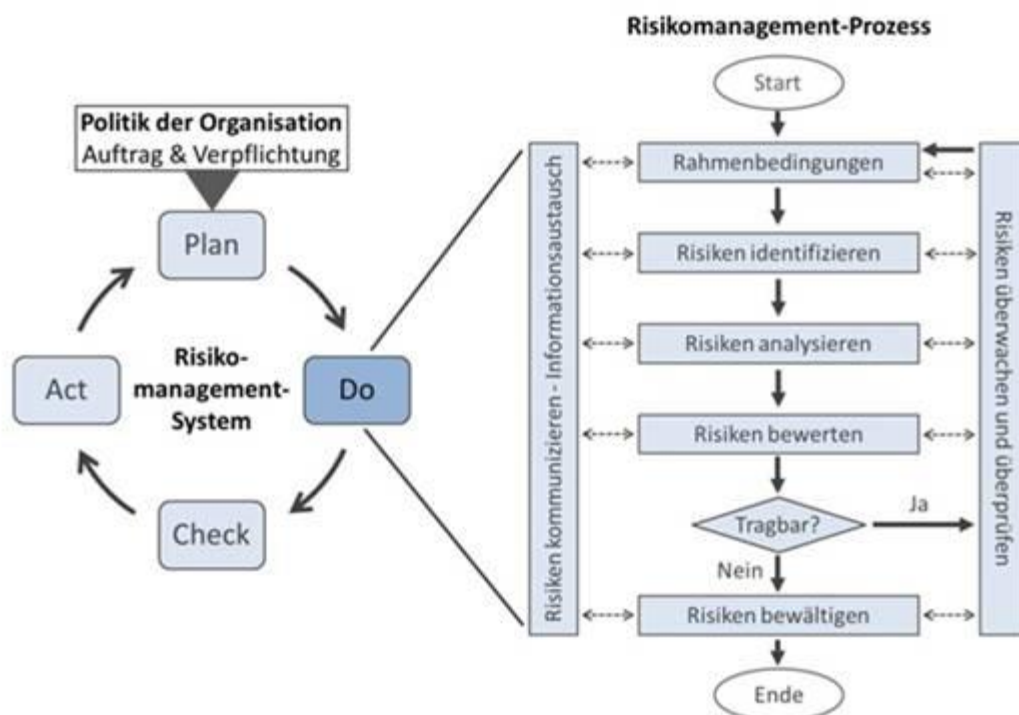 Risikomanagement-Prozess
Start
Politik der Organisation
Auftrag & Verpflichtung
Plan
Do
Check
Act
Risiko-
management-
System
Risiken kommunizieren - Informationsaustausch
Rahmenbedingungen
Risiken identifizieren
Risiken analysieren
Risiken bewerten
Tragbar?
Ja
Nein
Risiken bewältigen
Ende
Risiken überwachen und überprüfen